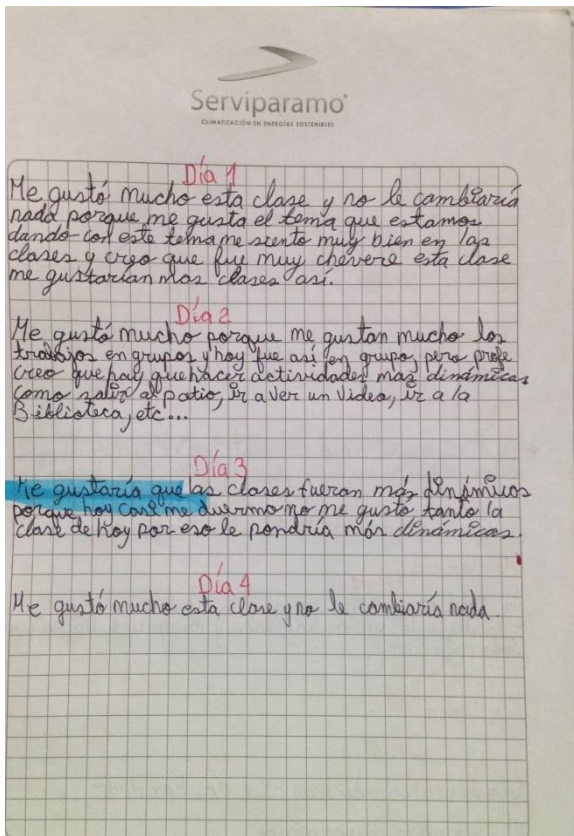 Serviparamo
CLIMATIZACIÓN EN ENERGÍAS SOSTENIBLES
Día 1
Me gustó mucho esta clase y no le cambiaría
nada porque me gusta el tema que estamos
dando con este tema me siento muy bien en las
clases y creo que fue muy chévere esta clase
me gustarían mas clases así.
Día 2
Me gustó mucho porque me gustan mucho los
trabajos en grupos y hoy fue así en grupo, pero profe
creo que hay que hacer actividades mas dinámicas
como salir al patio, ir a ver un video, ir a la
Biblioteca, etc...
Día 3
Me gustaría que las clases fueran más dinámicos
porque hoy casi me duermo no me gusto tanto la
clase de hoy por eso le pondría más dinámicas.
Día 4
Me gustó mucho esta clase y no le cambiaría nada.